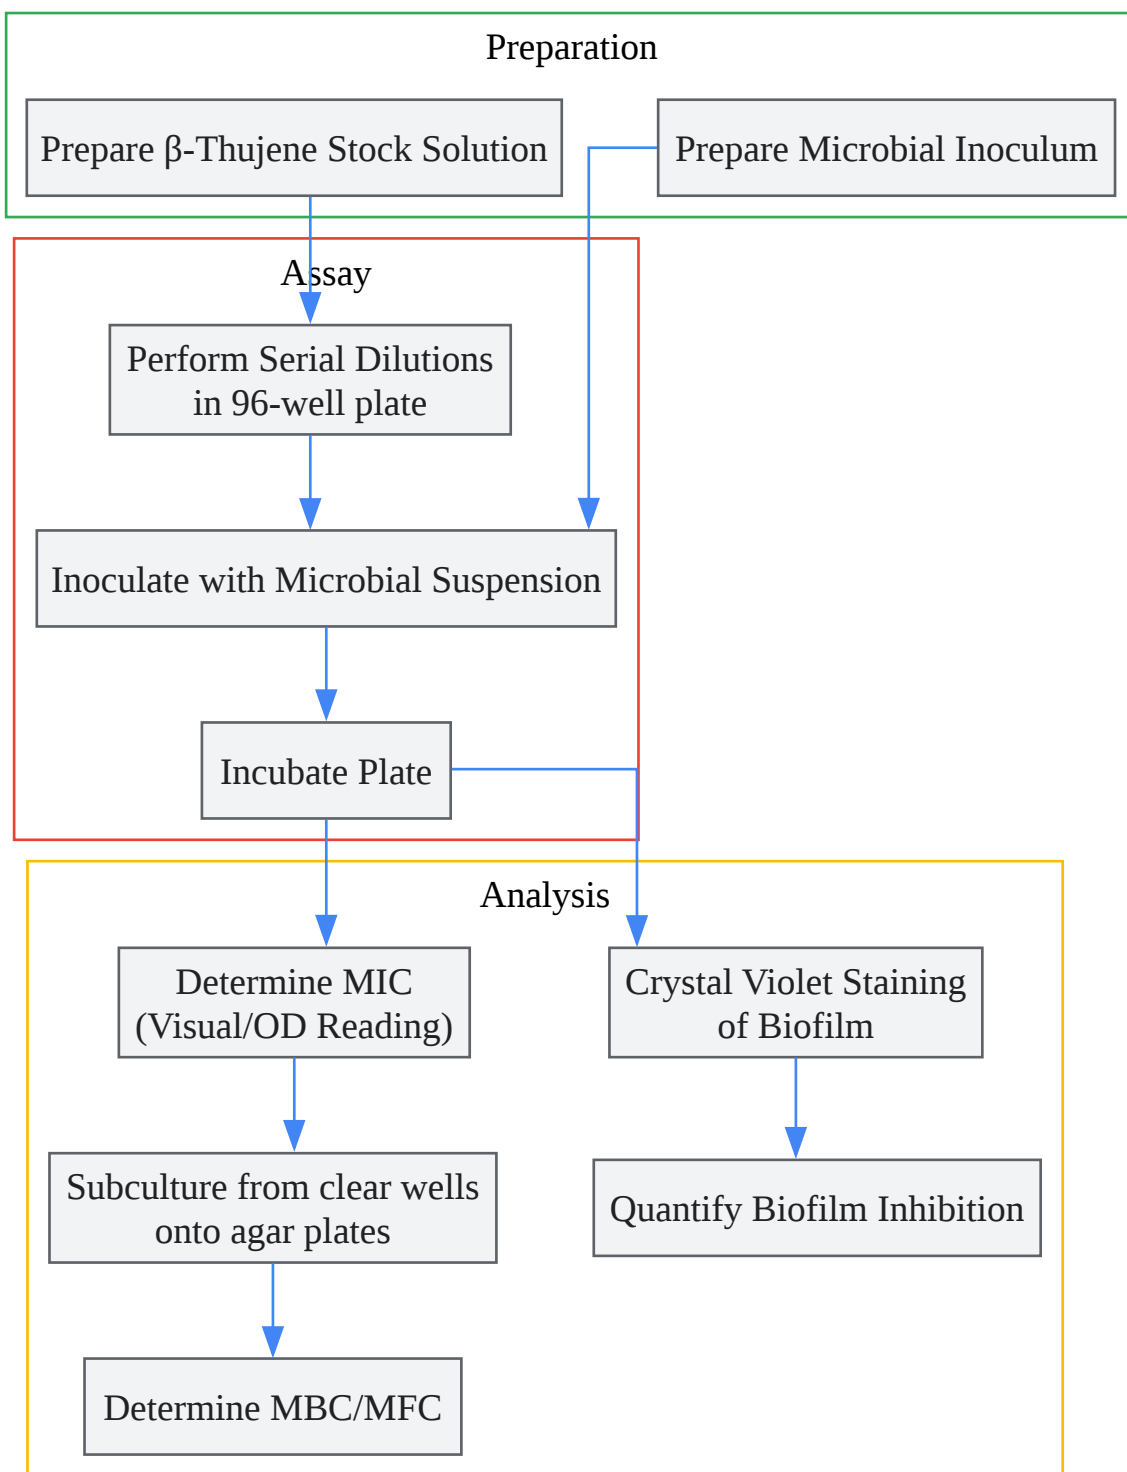 Preparation
Prepare β-Thujene Stock Solution
Prepare Microbial Inoculum
Assay
Perform Serial Dilutions
in 96-well plate
Inoculate with Microbial Suspension
Incubate Plate
Analysis
Determine MIC
(Visual/OD Reading)
Crystal Violet Staining
of Biofilm
Subculture from clear wells
onto agar plates
Quantify Biofilm Inhibition
Determine MBC/MFC